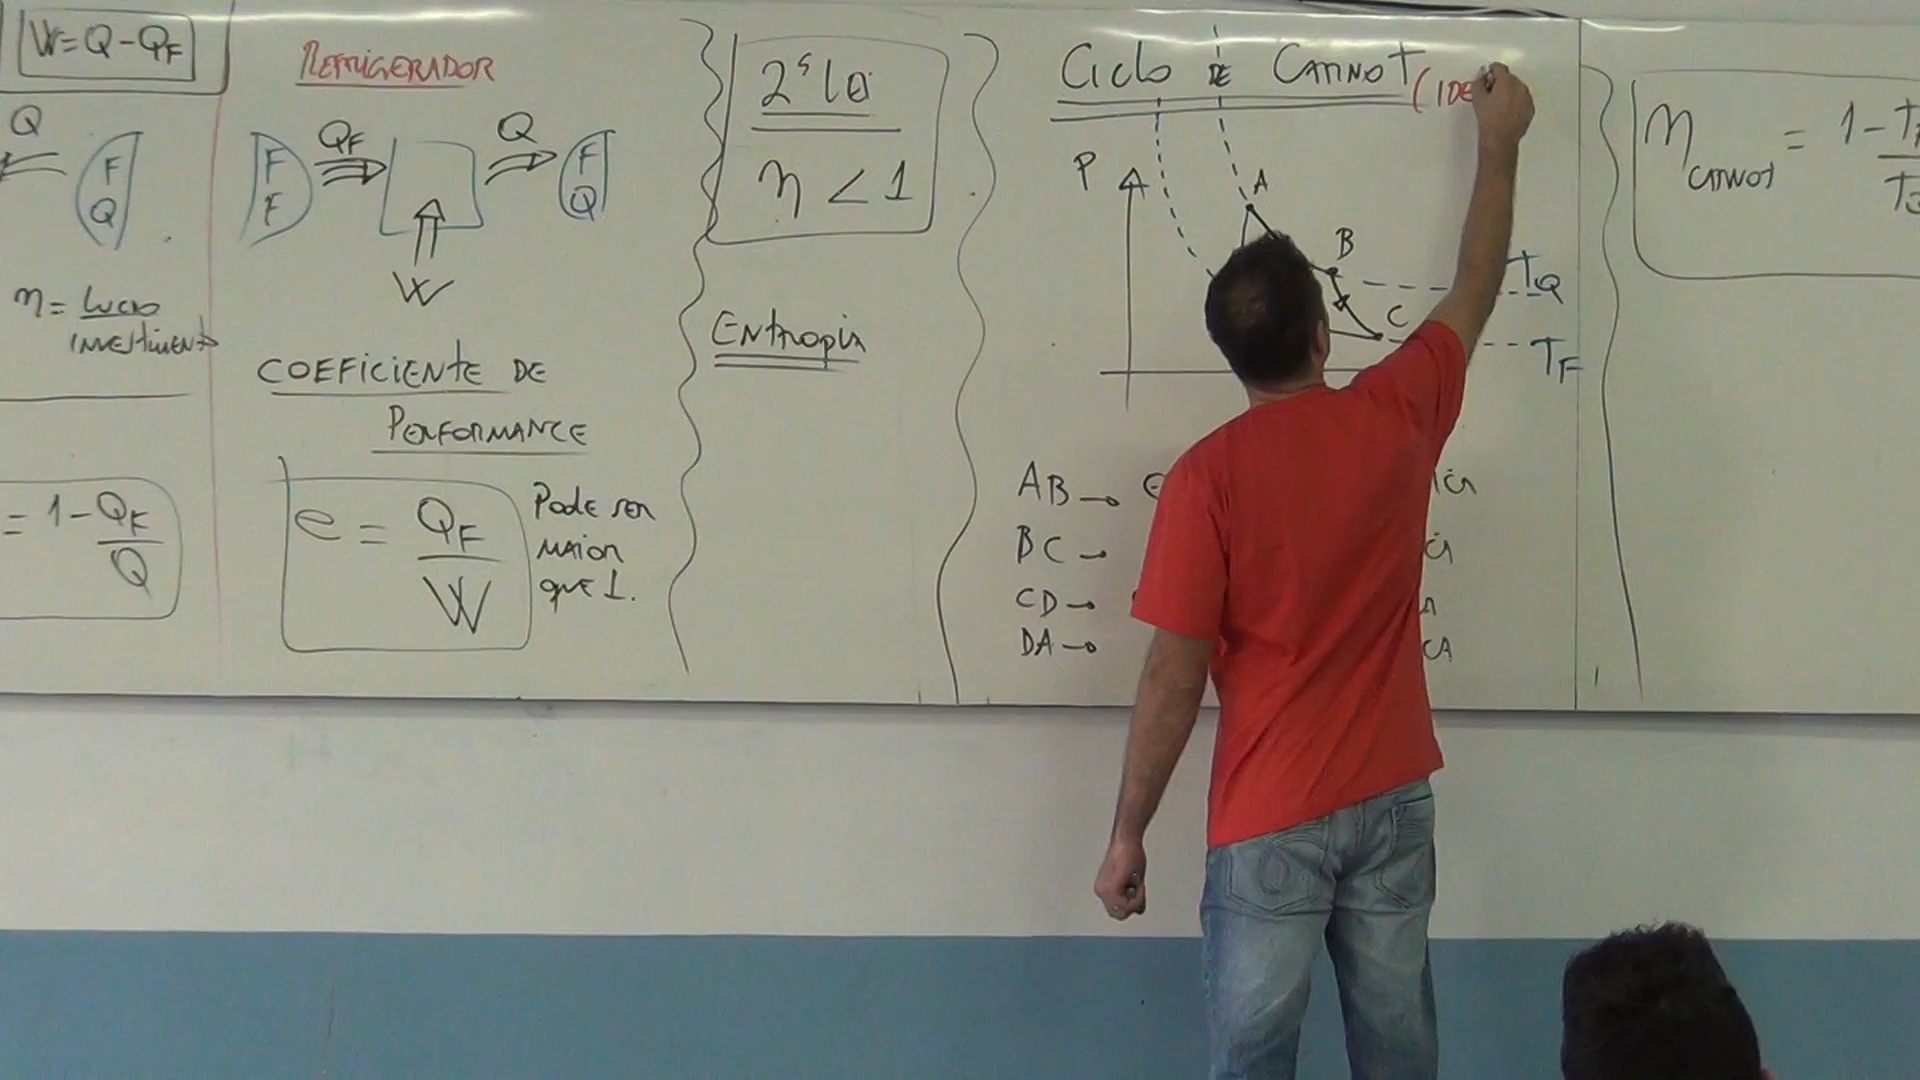 W = Q - QF
Q
F
Q
η = Lucro
investimento
= 1 - QF
Q
REFRIGERADOR
F
F
QF
Q
F
Q
W
COEFICIENTE DE
PERFORMANCE
e = QF
W
Pode ser
maior
que 1.
2ª lei
η < 1
Entropia
Ciclo DE CARNOT
(IDE
P
A
B
C
TQ
TF
AB →
BC →
CD →
DA →
CA
η CARNOT = 1 -